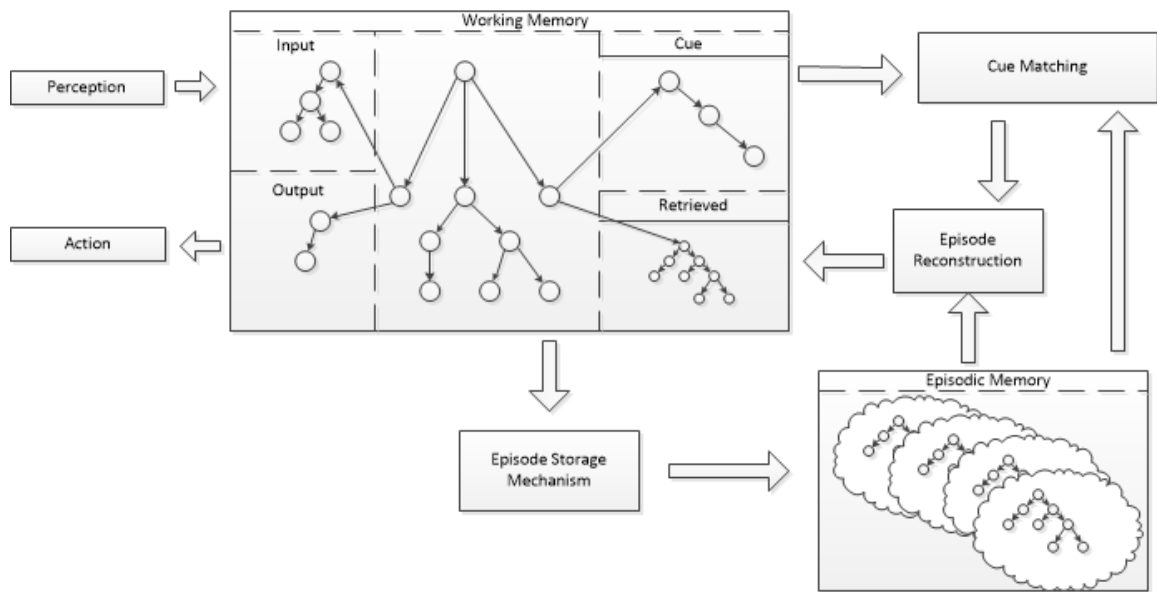 Working Memory
Input
Cue
Perception
Cue Matching
Output
Retrieved
Action
Episode
Reconstruction
Episodic Memory
Episode Storage
Mechanism